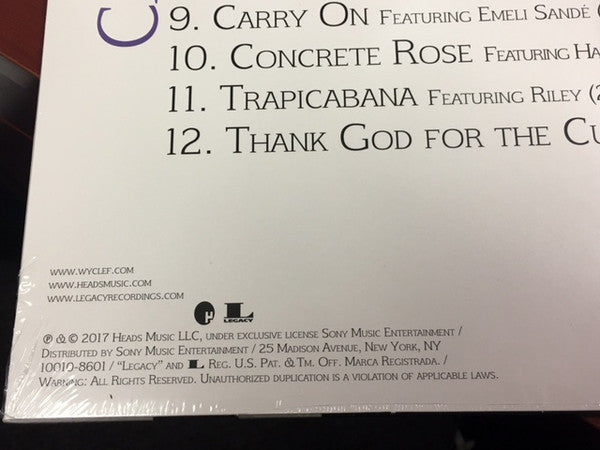 9. Carry On Featuring Emeli Sandé (
10. Concrete Rose Featuring Ha
11. Trapicabana Featuring Riley (2
12. Thank God for the Cu
www.wyclef.com
www.headsmusic.com
www.legacyrecordings.com
L
LEGACY
℗ & © 2017 Heads Music LLC, under exclusive license Sony Music Entertainment /
Distributed by Sony Music Entertainment / 25 Madison Avenue, New York, NY
10010-8601 / "Legacy" and L Reg. U.S. Pat. & Tm. Off. Marca Registrada. /
Warning: All Rights Reserved. Unauthorized duplication is a violation of applicable laws.